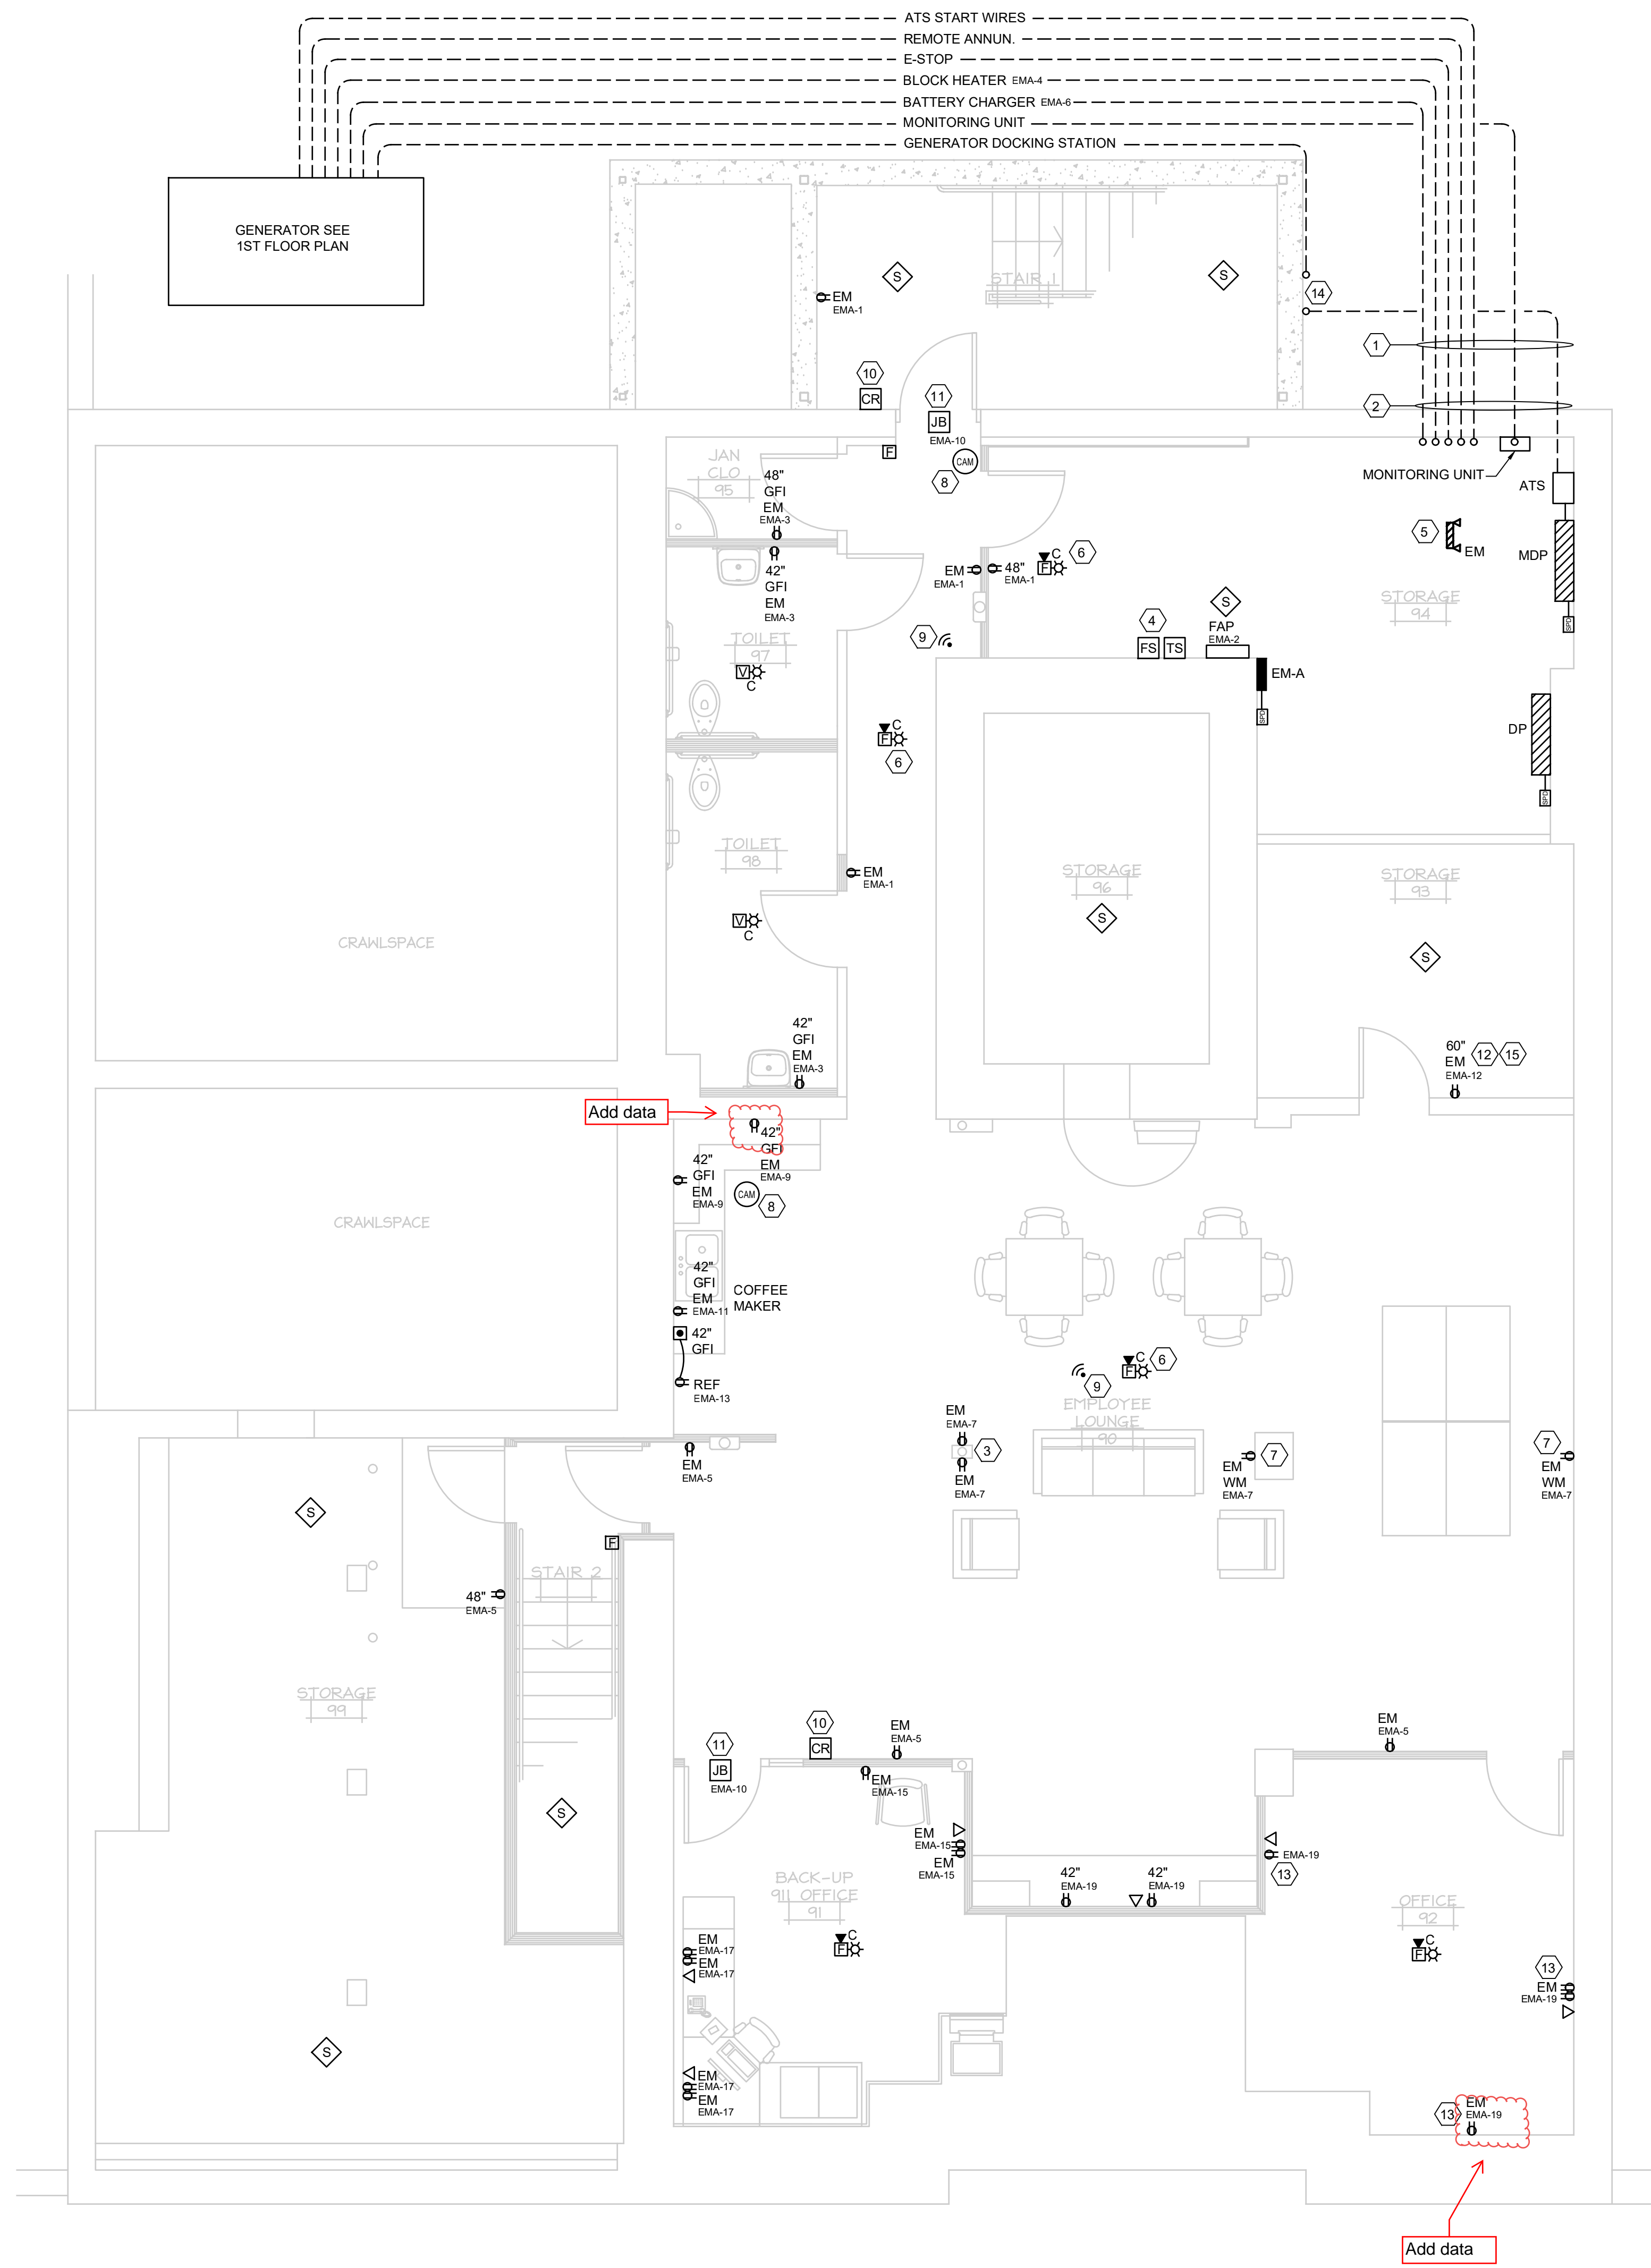 ATS START WIRES
REMOTE ANNUN.
E-STOP
BLOCK HEATER EMA-4
BATTERY CHARGER EMA-6
MONITORING UNIT
GENERATOR DOCKING STATION
GENERATOR SEE
1ST FLOOR PLAN
S
STAIR 1
S
14
EM
EMA-1
1
10
CR
11
JB
EMA-10
2
F
CAM
8
JAN
CLO
95
48"
GFI
EM
EMA-3
MONITORING UNIT
ATS
5
EM
MDP
SPD
42"
GFI
EM
EMA-3
EM
EMA-1
48"
EMA-1
C
F
6
STORAGE
94
S
FAP
EMA-2
4
FS
TS
9
TOILET
97
V
C
EM-A
SPD
C
F
6
DP
SPD
TOILET
98
EM
EMA-1
V
C
STORAGE
96
S
STORAGE
93
S
CRAWLSPACE
42"
GFI
EM
EMA-3
60"
EM
EMA-12
12
15
Add data
42"
GFI
EM
EMA-9
42"
GFI
EM
EMA-9
CAM
8
CRAWLSPACE
42"
GFI
EM
EMA-11
COFFEE
MAKER
42"
GFI
REF
EMA-13
C
F
6
9
EMPLOYEE
LOUNGE
90
EM
EMA-7
3
EM
EMA-7
7
EM
WM
EMA-7
7
EM
WM
EMA-7
EM
EMA-5
S
F
STAIR 2
48"
EMA-5
STORAGE
99
S
10
CR
11
JB
EMA-10
EM
EMA-5
EM
EMA-15
EM
EMA-5
EM
EMA-15
EM
EMA-15
EMA-19
13
42"
EMA-19
42"
EMA-19
BACK-UP
911 OFFICE
91
OFFICE
92
C
F
C
F
EM
EMA-17
EM
EMA-17
13
EM
EMA-19
S
EM
EMA-17
EM
EMA-17
13
EM
EMA-19
Add data